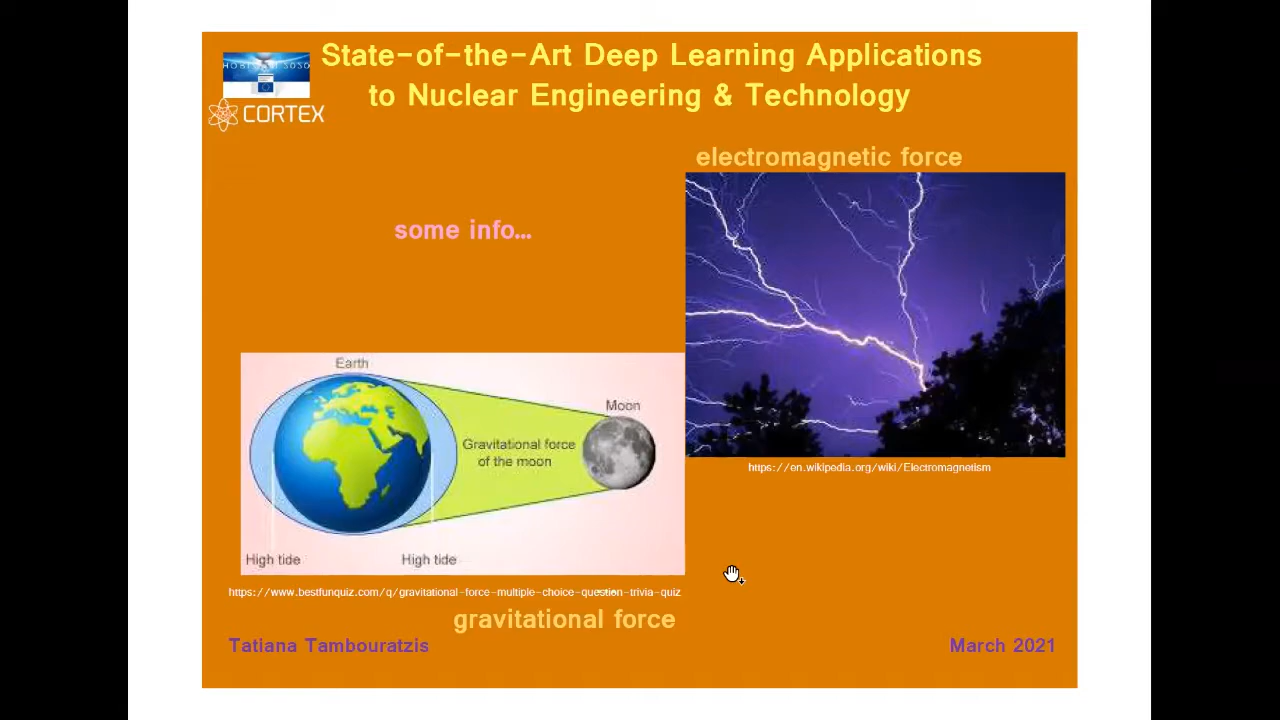 HORIZON 2020
CORTEX
State-of-the-Art Deep Learning Applications
to Nuclear Engineering & Technology
electromagnetic force
some info...
https://en.wikipedia.org/wiki/Electromagnetism
Earth
Moon
Gravitational force
of the moon
High tide
High tide
https://www.bestfunquiz.com/q/gravitational-force-multiple-choice-question-trivia-quiz
gravitational force
Tatiana Tambouratzis
March 2021